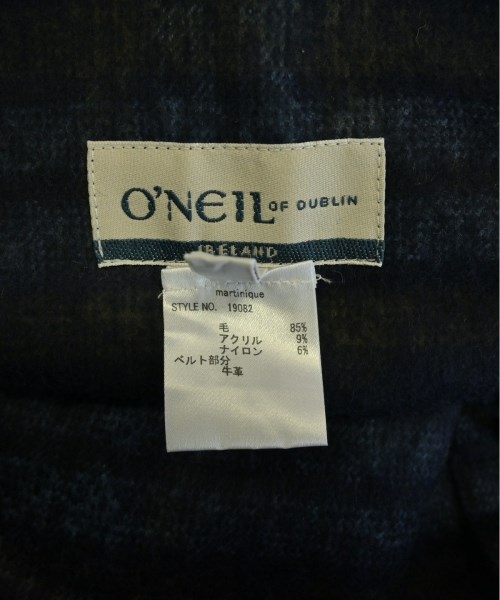 O'NEIL OF DUBLIN
IRELAND
martinique
STYLE NO. 19082
毛 85%
アクリル 9%
ナイロン 6%
ベルト部分
牛革